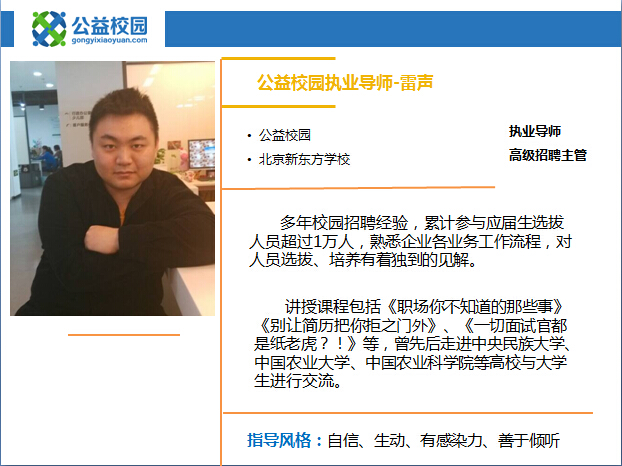 公益校园
gongyixiaoyuan.com
公益校园执业导师-雷声
• 公益校园
执业导师
• 北京新东方学校
高级招聘主管
多年校园招聘经验，累计参与应届生选拔
人员超过1万人，熟悉企业各业务工作流程，对
人员选拔、培养有着独到的见解。
讲授课程包括《职场你不知道的那些事》
《别让简历把你拒之门外》、《一切面试官都
是纸老虎？！》等，曾先后走进中央民族大学、
中国农业大学、中国农业科学院等高校与大学
生进行交流。
指导风格：自信、生动、有感染力、善于倾听